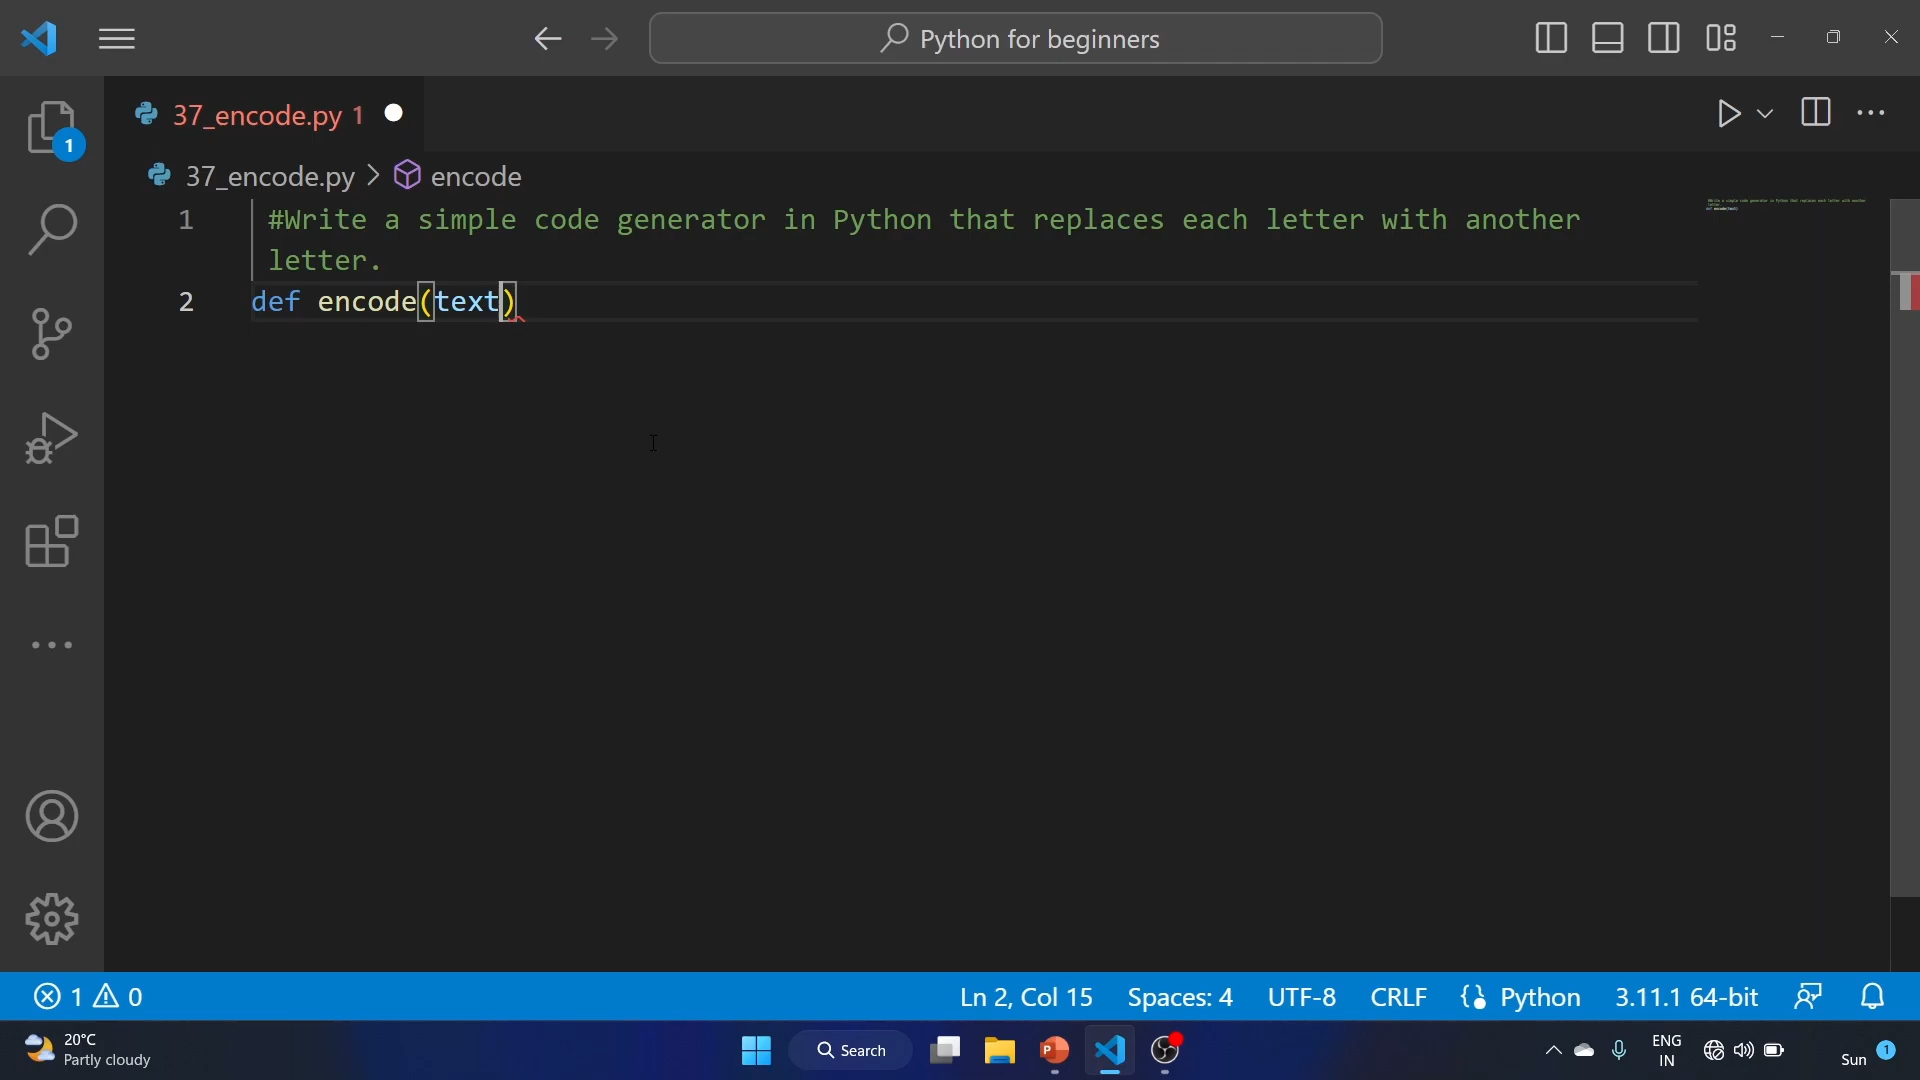 Python for beginners
37_encode.py 1
1
37_encode.py > encode
1 #Write a simple code generator in Python that replaces each letter with another
letter.
2 def encode(text)
1 0 Ln 2, Col 15 Spaces: 4 UTF-8 CRLF Python 3.11.1 64-bit
20°C
Partly cloudy
Search
ENG
IN
Sun 1